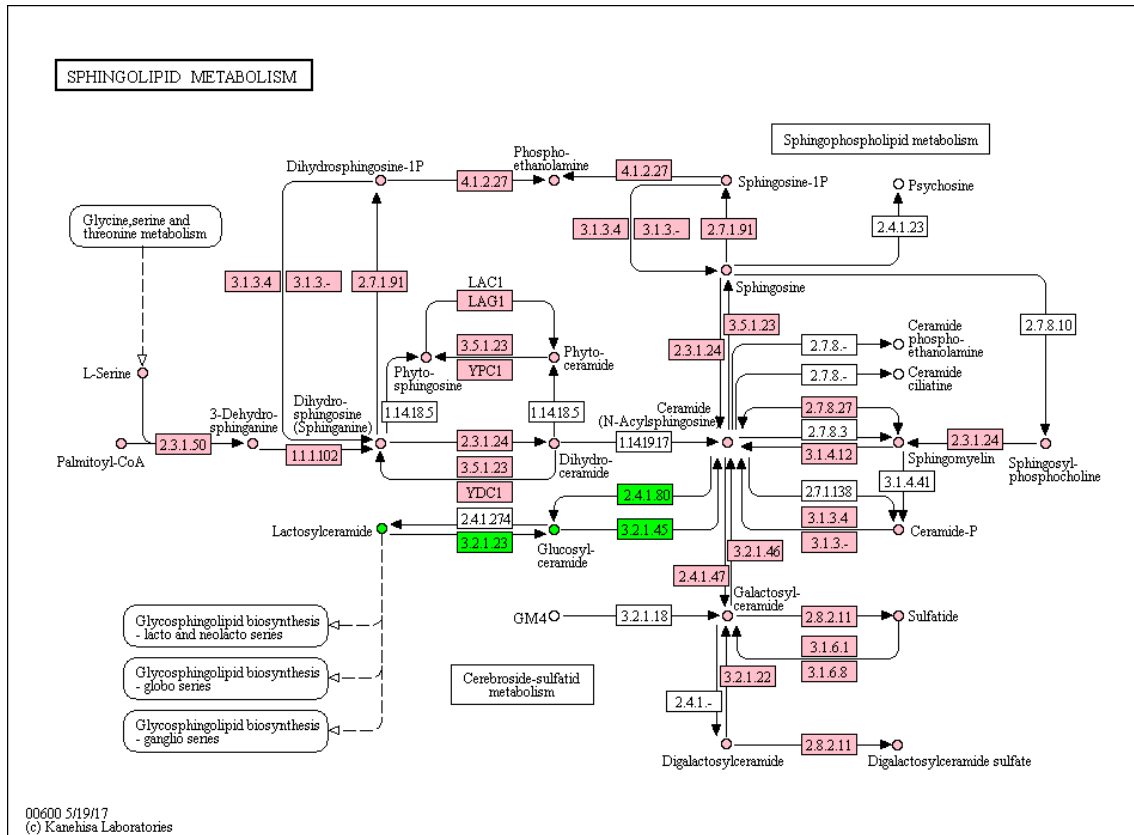 SPHINGOLIPID METABOLISM
Sphingophospholipid metabolism
Dihydrosphingosine-1P
4.1.2.27
Phospho-
ethanolamine
4.1.2.27
Sphingosine-1P
Psychosine
Glycine,serine and
threonine metabolism
3.1.3.4
3.1.3.-
2.7.1.91
2.4.1.23
3.1.3.4
3.1.3.-
2.7.1.91
LAC1
LAG1
Sphingosine
3.5.1.23
YPC1
Phyto-
sphingosine
Phyto-
ceramide
2.3.1.24
3.5.1.23
2.7.8.10
2.7.8.-
Ceramide
phospho-
ethanolamine
2.7.8.-
Ceramide
ciliatine
L-Serine
3-Dehydro-
sphinganine
Dihydro-
sphingosine
(Sphinganine)
1.14.18.5
1.14.18.5
Ceramide
(N-Acylsphingosine)
2.7.8.27
2.7.8.3
3.1.4.12
Palmitoyl-CoA
2.3.1.50
1.1.1.102
2.3.1.24
3.5.1.23
YDC1
Dihydro-
ceramide
1.14.19.17
Sphingomyelin
2.3.1.24
Sphingosyl-
phosphocholine
3.1.4.41
2.4.1.80
2.7.1.138
Lactosylceramide
2.4.1.274
3.2.1.23
Glucosyl-
ceramide
3.2.1.45
3.1.3.4
3.1.3.-
Ceramide-P
3.2.1.46
2.4.1.47
Galactosyl-
ceramide
Glycosphingolipid biosynthesis
- lacto and neolacto series
GM4
3.2.1.18
2.8.2.11
Sulfatide
3.1.6.1
3.1.6.8
Glycosphingolipid biosynthesis
- globo series
Cerebroside-sulfatid
metabolism
3.2.1.22
2.4.1.-
Glycosphingolipid biosynthesis
- ganglio series
Digalactosylceramide
2.8.2.11
Digalactosylceramide sulfate
00600 5/19/17
(c) Kanehisa Laboratories